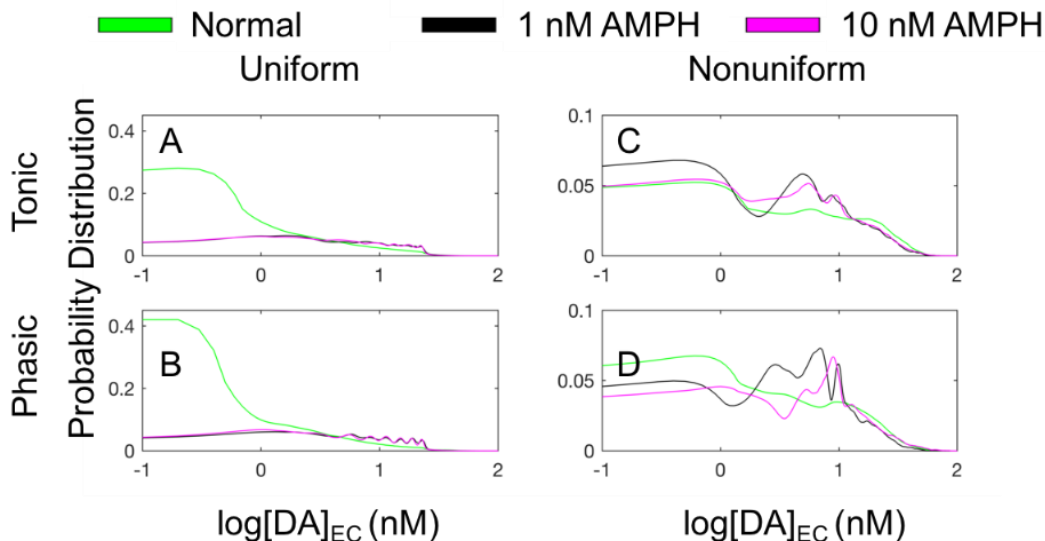 Normal 1 nM AMPH 10 nM AMPH
Uniform Nonuniform
Tonic
Phasic
Probability Distribution
A
0.4
0.2
0
-1 0 1 2
C
0.1
0.05
0
-1 0 1 2
B
0.4
0.2
0
-1 0 1 2
D
0.1
0.05
0
-1 0 1 2
log[DA]EC (nM) log[DA]EC (nM)